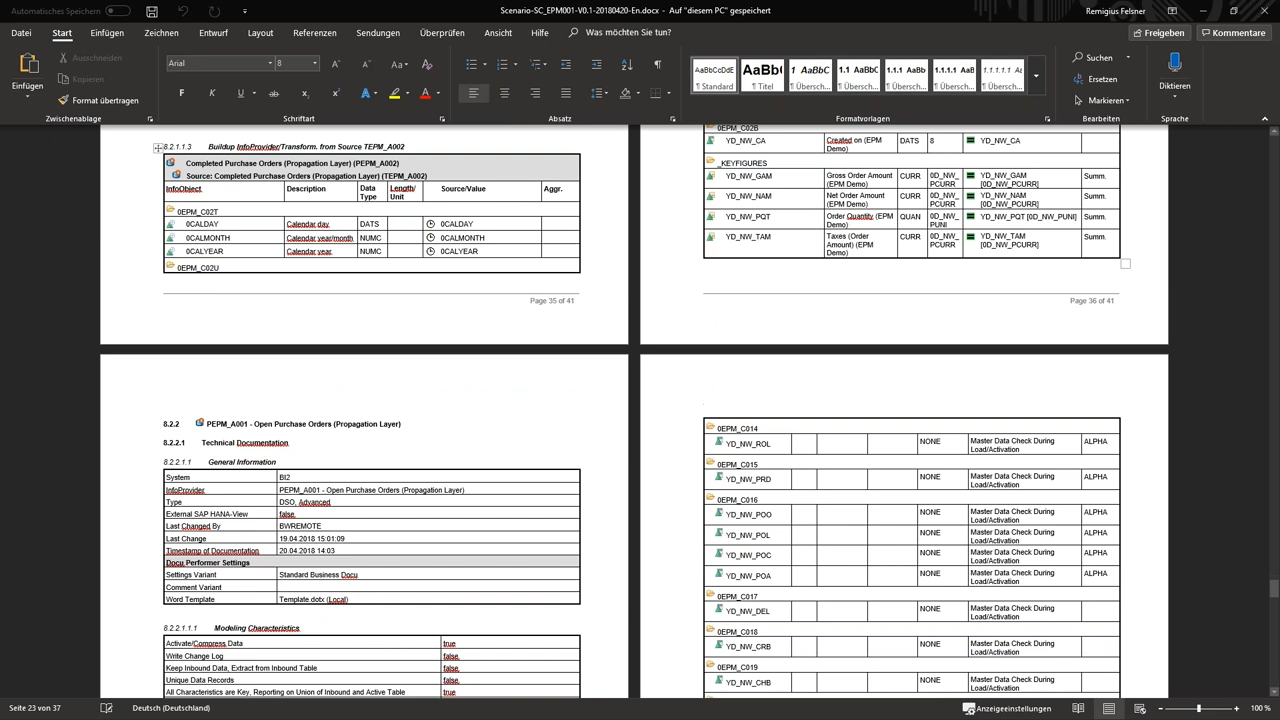 Automatisches Speichern
Scenario-SC_EPM001-V0.1-20180420-En.docx - Auf "diesem PC" gespeichert
Remigius Felsner
Datei Start Einfügen Zeichnen Entwurf Layout Referenzen Sendungen Überprüfen Ansicht Hilfe Was möchten Sie tun?
Freigeben Kommentare
Einfügen
Ausschneiden
Kopieren
Format übertragen
Zwischenablage
Arial 8
F K U ab x, x² A A
Schriftart
Absatz
AaBbCcDdE AaBb( 1 AaBbC 1.1 AaBbC 1.1.1 AaBb 1.1.1.1 AaB 1.1.1.1.1 Aε
¶ Standard ¶ Titel ¶ Übersch... ¶ Übersch... ¶ Übersch... ¶ Übersch... ¶ Übersch...
Formatvorlagen
Suchen
Ersetzen
Markieren
Bearbeiten
Diktieren
Sprache
8.2.1.1.3 Buildup InfoProvider/Transform. from Source TEPM_A002
Completed Purchase Orders (Propagation Layer) (PEPM_A002)
Source: Completed Purchase Orders (Propagation Layer) (TEPM_A002)
InfoObject Description Data Type Length/ Unit Source/Value Aggr.
0EPM_C02T
0CALDAY Calendar day DATS 0CALDAY
0CALMONTH Calendar year/month NUMC 0CALMONTH
0CALYEAR Calendar year NUMC 0CALYEAR
0EPM_C02U
Page 35 of 41
0EPM_C02B
YD_NW_CA Created on (EPM Demo) DATS 8 YD_NW_CA
_KEYFIGURES
YD_NW_GAM Gross Order Amount (EPM Demo) CURR 0D_NW_PCURR YD_NW_GAM [0D_NW_PCURR] Summ.
YD_NW_NAM Net Order Amount (EPM Demo) CURR 0D_NW_PCURR YD_NW_NAM [0D_NW_PCURR] Summ.
YD_NW_PQT Order Quantity (EPM Demo) QUAN 0D_NW_PUNI YD_NW_PQT [0D_NW_PUNI] Summ.
YD_NW_TAM Taxes (Order Amount) (EPM Demo) CURR 0D_NW_PCURR YD_NW_TAM [0D_NW_PCURR] Summ.
Page 36 of 41
8.2.2 PEPM_A001 - Open Purchase Orders (Propagation Layer)
8.2.2.1 Technical Documentation
8.2.2.1.1 General Information
System BI2
InfoProvider PEPM_A001 - Open Purchase Orders (Propagation Layer)
Type DSO, Advanced
External SAP HANA-View false
Last Changed By BWREMOTE
Last Change 19.04.2018 15:01:09
Timestamp of Documentation 20.04.2018 14:03
Docu Performer Settings
Settings Variant Standard Business Docu
Comment Variant
Word Template Template.dotx (Local)
8.2.2.1.1.1 Modeling Characteristics
Activate/Compress Data true
Write Change Log false
Keep Inbound Data, Extract from Inbound Table false
Unique Data Records false
All Characteristics are Key, Reporting on Union of Inbound and Active Table true
0EPM_C014
YD_NW_ROL NONE Master Data Check During Load/Activation ALPHA
0EPM_C015
YD_NW_PRD NONE Master Data Check During Load/Activation ALPHA
0EPM_C016
YD_NW_POO NONE Master Data Check During Load/Activation ALPHA
YD_NW_POL NONE Master Data Check During Load/Activation ALPHA
YD_NW_POC NONE Master Data Check During Load/Activation ALPHA
YD_NW_POA NONE Master Data Check During Load/Activation ALPHA
0EPM_C017
YD_NW_DEL NONE Master Data Check During Load/Activation
0EPM_C018
YD_NW_CRB NONE Master Data Check During Load/Activation
0EPM_C019
YD_NW_CHB NONE Master Data Check During Load/Activation
Seite 23 von 37 Deutsch (Deutschland) Anzeigeeinstellungen 100 %